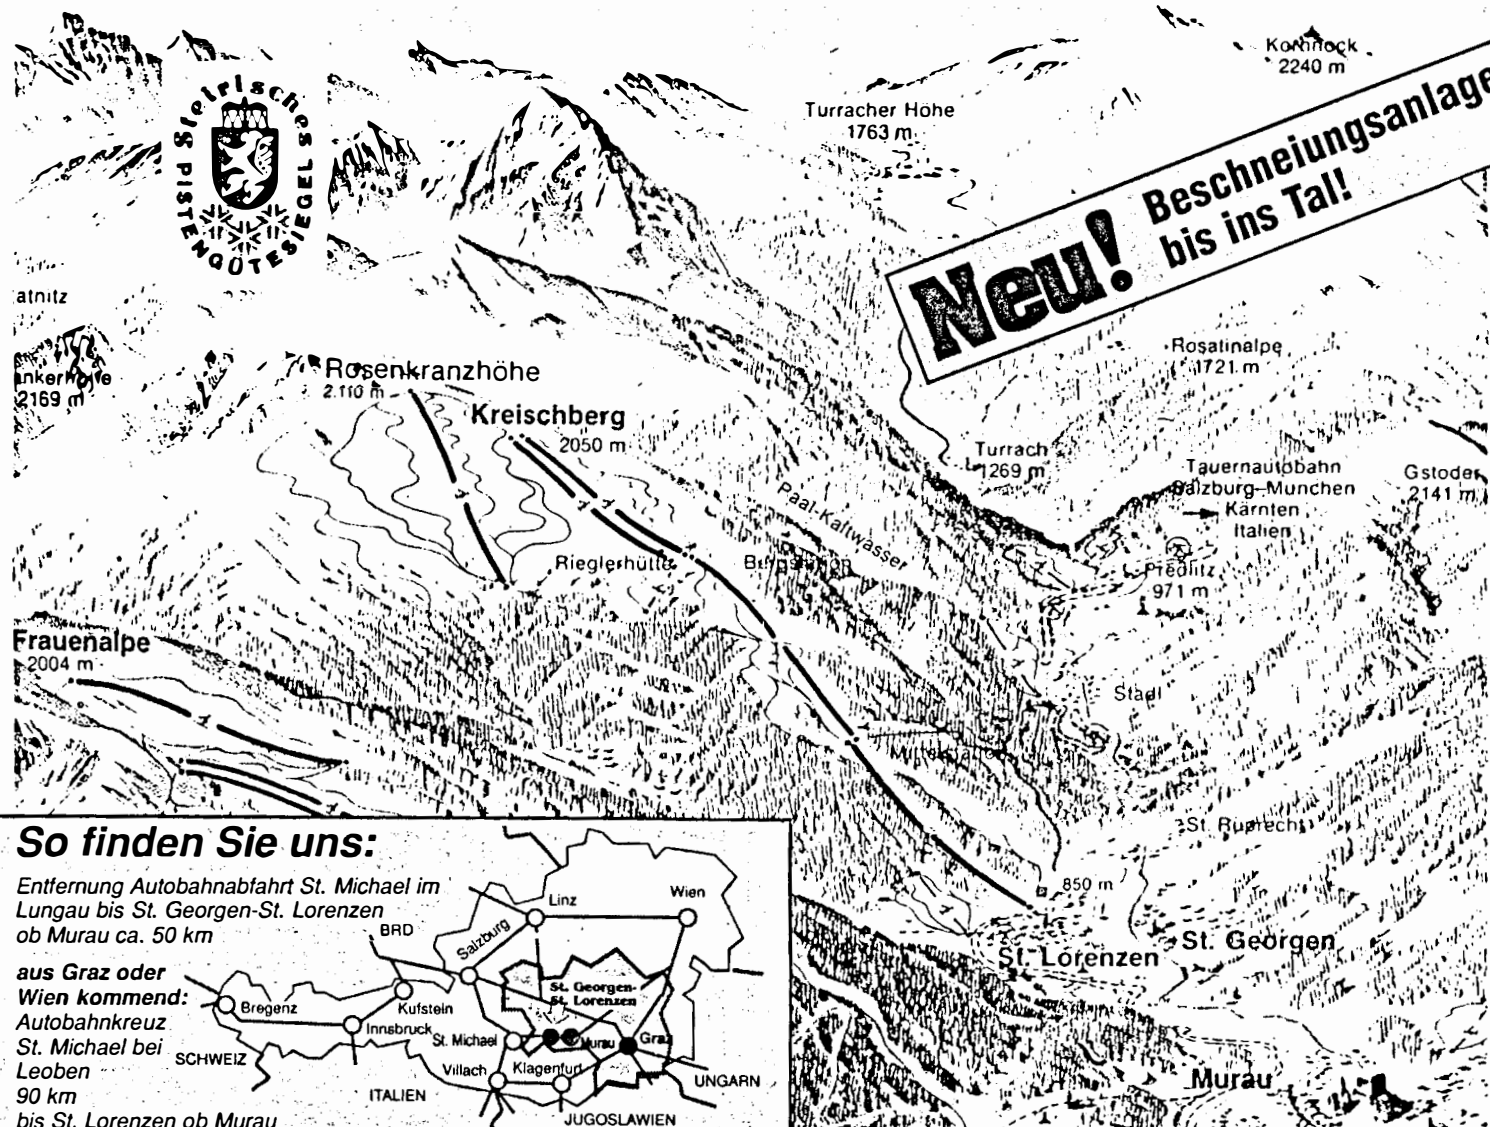 Steirisches
PISTENGÜTESIEGEL
Turracher Höhe
1763 m
Kornnock
2240 m
Neu!
Beschneiungsanlage
bis ins Tal!
atnitz
2169 m
Rosenkranzhöhe
2.110 m
Kreischberg
2050 m
Rosatinalpe
1721 m
Turrach
1269 m
Tauernautobahn
Salzburg–Munchen
Kärnten
Italien
Gstoder
2141 m
Paal-Kaltwasser
Rieglerhütte
Bergstation
Predlitz
971 m
Frauenalpe
2004 m
Stadl
Mittelstation
St. Ruprecht
850 m
St. Georgen
St. Lorenzen
Murau
So finden Sie uns:
Entfernung Autobahnabfahrt St. Michael im
Lungau bis St. Georgen-St. Lorenzen
ob Murau ca. 50 km
aus Graz oder
Wien kommend:
Autobahnkreuz
St. Michael bei
Leoben
90 km
bis St. Lorenzen ob Murau
BRD
Salzburg
Linz
Wien
St. Georgen-
St. Lorenzen
Bregenz
Kufstein
Innsbruck
St. Michael
Murau
Graz
SCHWEIZ
Villach
Klagenfurt
ITALIEN
UNGARN
JUGOSLAWIEN